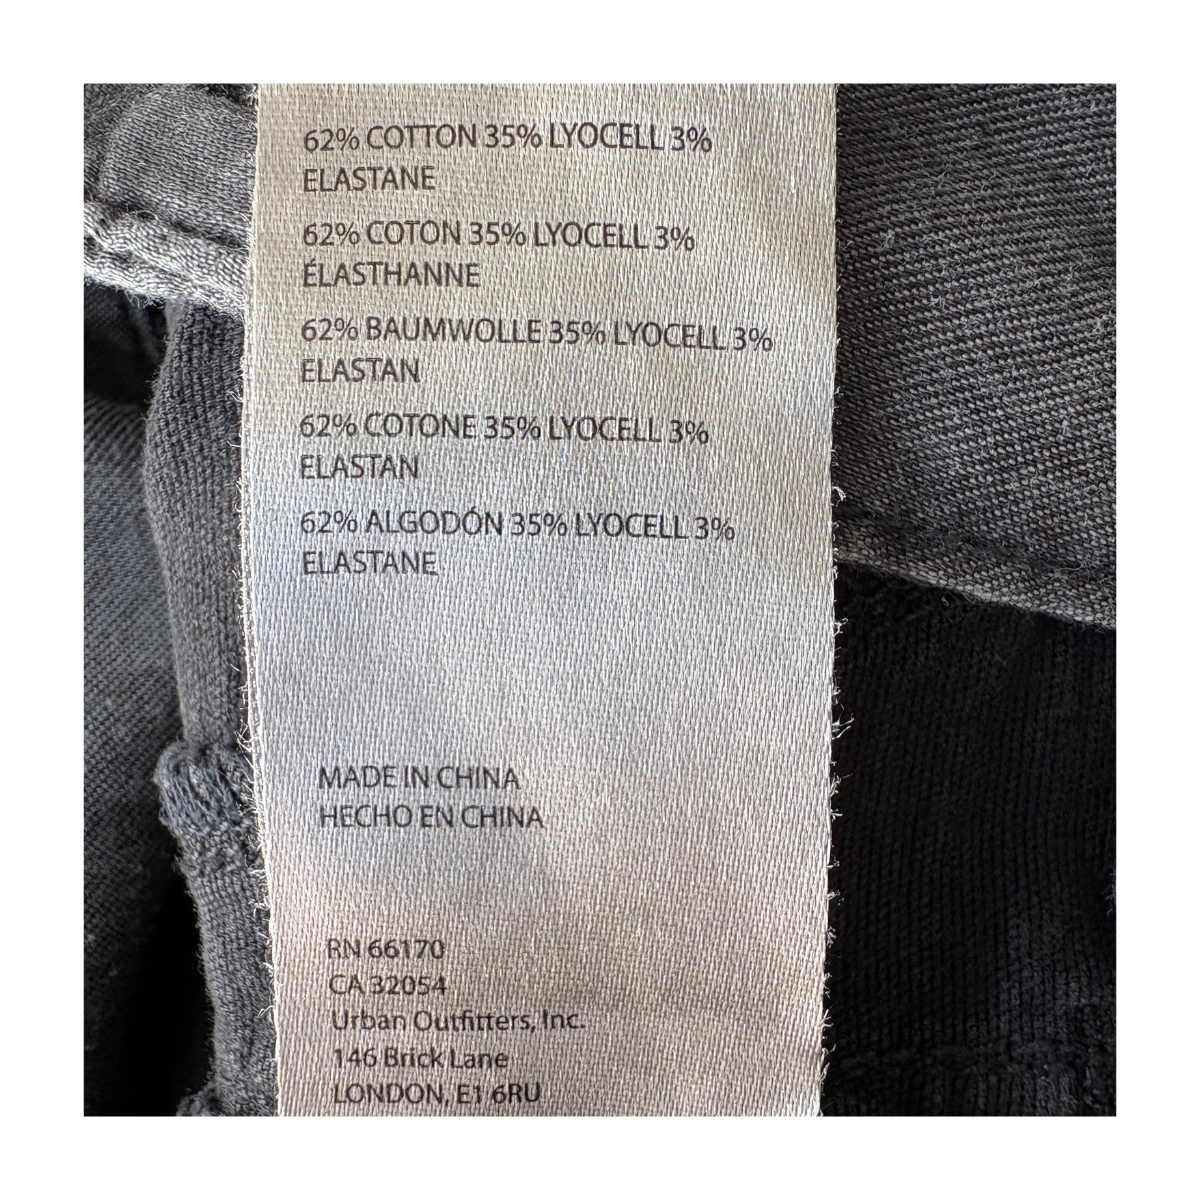 62% COTTON 35% LYOCELL 3%
ELASTANE
62% COTON 35% LYOCELL 3%
ÉLASTHANNE
62% BAUMWOLLE 35% LYOCELL 3%
ELASTAN
62% COTONE 35% LYOCELL 3%
ELASTAN
62% ALGODÓN 35% LYOCELL 3%
ELASTANE
MADE IN CHINA
HECHO EN CHINA
RN 66170
CA 32054
Urban Outfitters, Inc.
146 Brick Lane
LONDON, E1 6RU